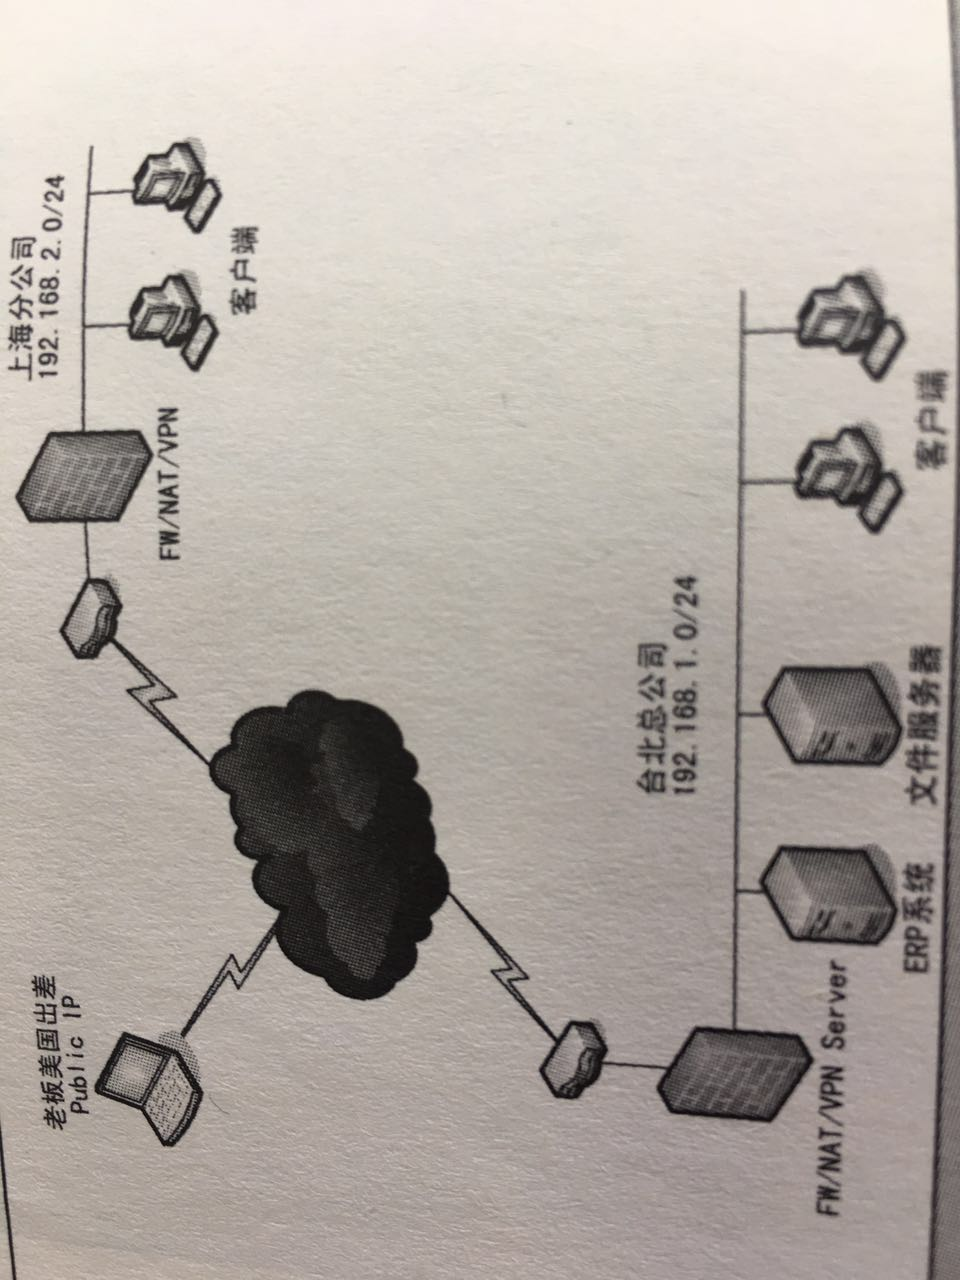 老板美国出差
Public IP
上海分公司
192.168.2.0/24
FW/NAT/VPN
客户端
台北总公司
192.168.1.0/24
FW/NAT/VPN Server
ERP系统
文件服务器
客户端